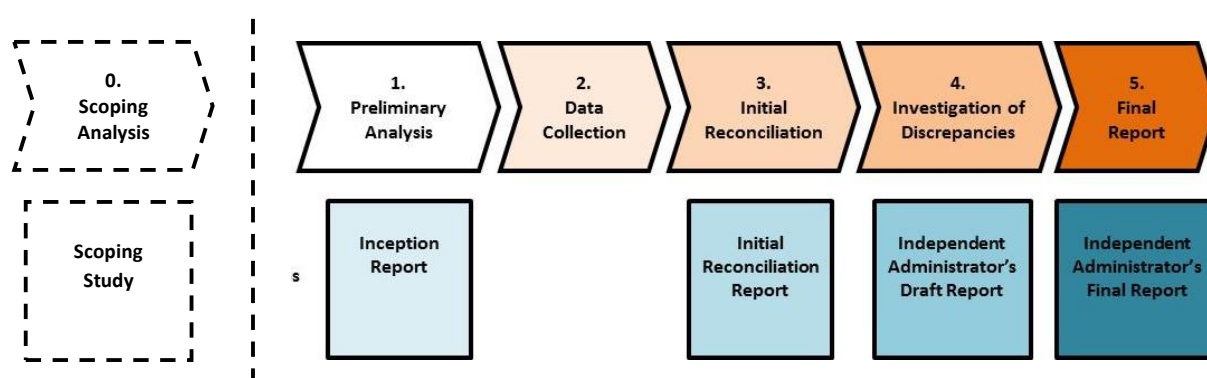 0.
Scoping
Analysis
1.
Preliminary
Analysis
2.
Data
Collection
3.
Initial
Reconciliation
4.
Investigation of
Discrepancies
5.
Final
Report
Scoping
Study
s
Inception
Report
Initial
Reconciliation
Report
Independent
Administrator’s
Draft Report
Independent
Administrator’s
Final Report